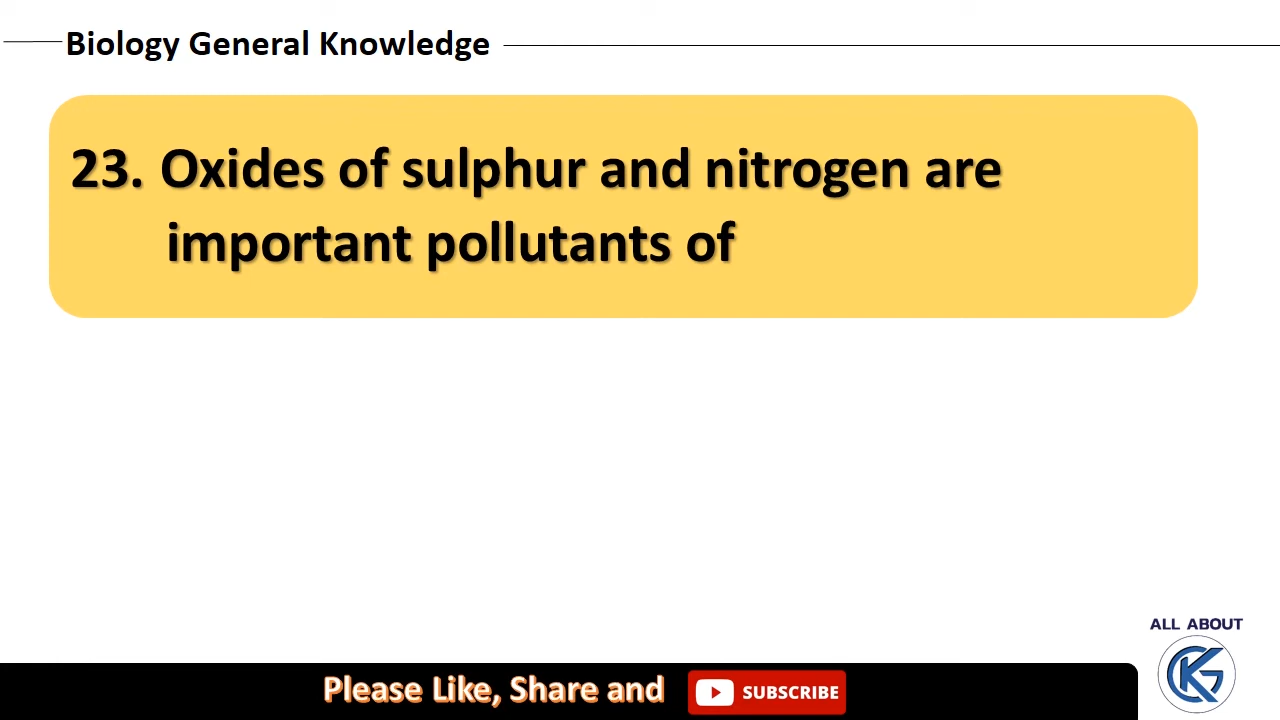 Biology General Knowledge
23. Oxides of sulphur and nitrogen are
important pollutants of
ALL ABOUT
GK
Please Like, Share and
SUBSCRIBE